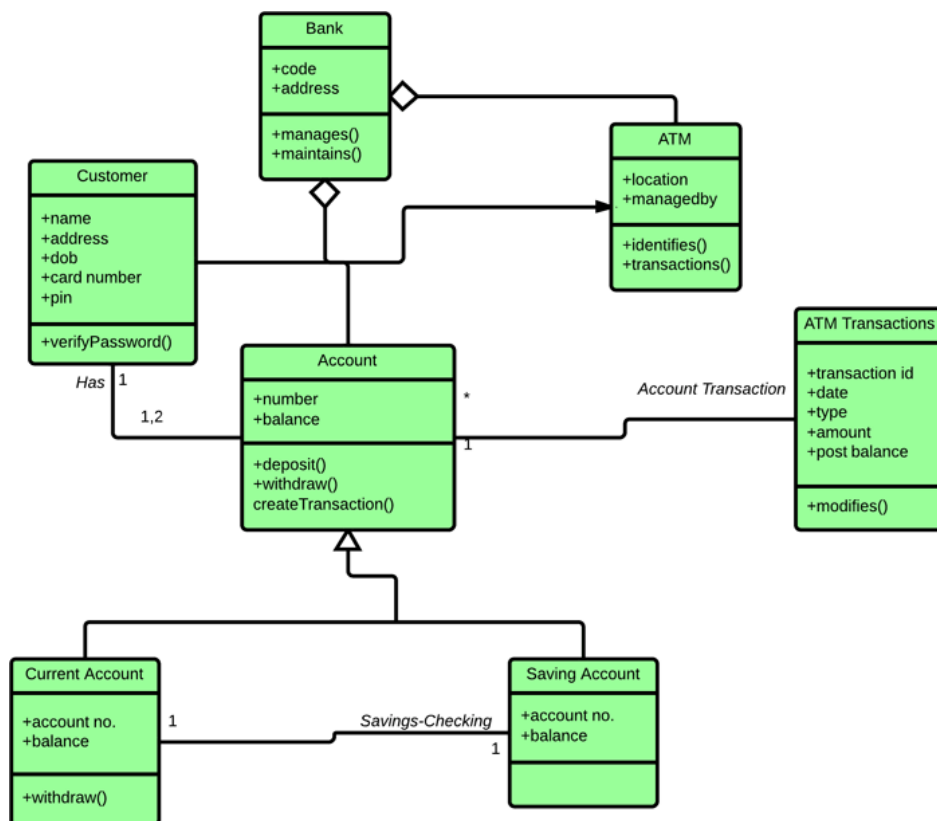 Bank
+code
+address
+manages()
+maintains()
ATM
+location
+managedby
+identifies()
+transactions()
Customer
+name
+address
+dob
+card number
+pin
+verifyPassword()
Has
1
1,2
Account
+number
+balance
+deposit()
+withdraw()
createTransaction()
*
1
Account Transaction
ATM Transactions
+transaction id
+date
+type
+amount
+post balance
+modifies()
Current Account
+account no.
+balance
+withdraw()
1
Savings-Checking
1
Saving Account
+account no.
+balance